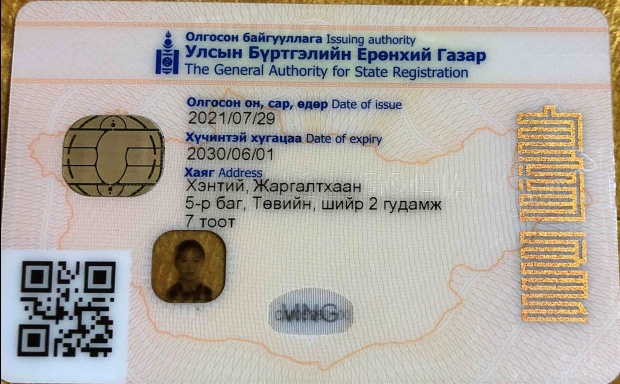 Олгосон байгууллага Issuing authority
Улсын Бүртгэлийн Ерөнхий Газар
The General Authority for State Registration
Олгосон он, сар, өдөр Date of issue
2021/07/29
Хүчинтэй хугацаа Date of expiry
2030/06/01
Хаяг Address
Хэнтий, Жаргалтхаан
5-р баг, Төвийн, шийр 2 гудамж
7 тоот
MNG